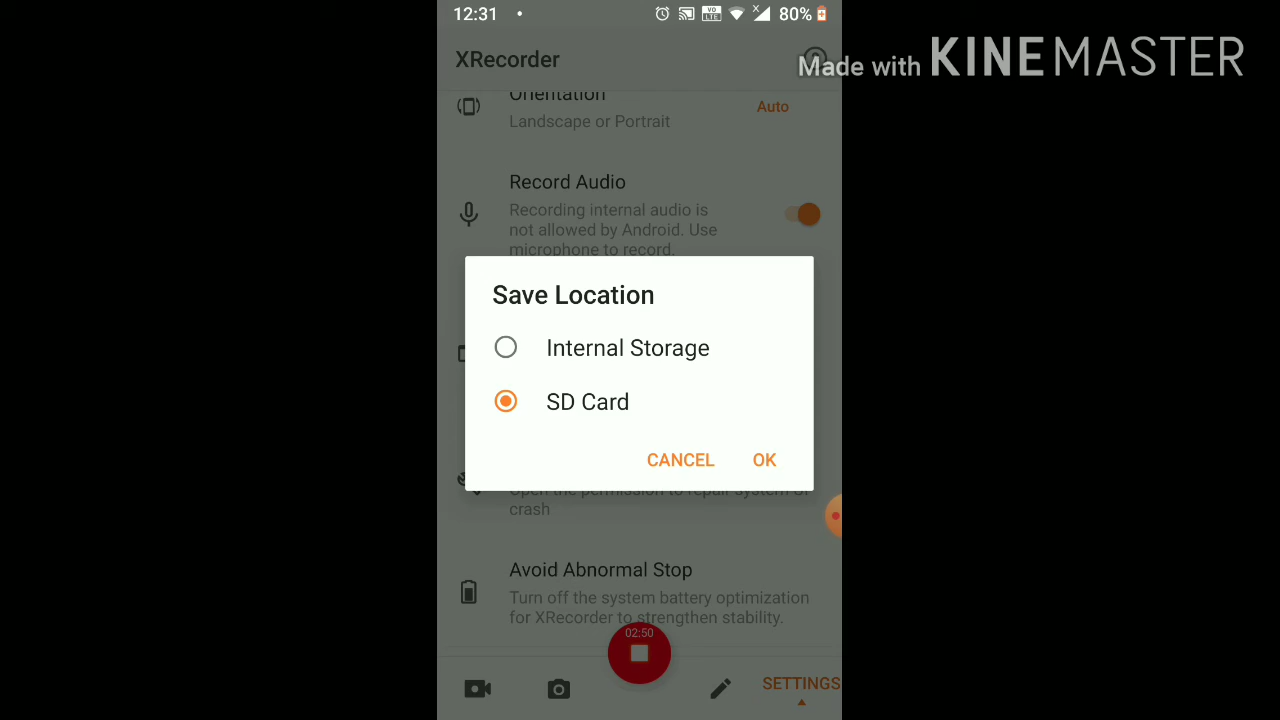 12:31
VO LTE
80%
XRecorder
Made with KINEMASTER
Orientation
Auto
Landscape or Portrait
Record Audio
Recording internal audio is
not allowed by Android. Use
microphone to record.
Save Location
Internal Storage
SD Card
CANCEL OK
Open the permission to repair system or
crash
Avoid Abnormal Stop
Turn off the system battery optimization
for XRecorder to strengthen stability.
02:50
SETTINGS